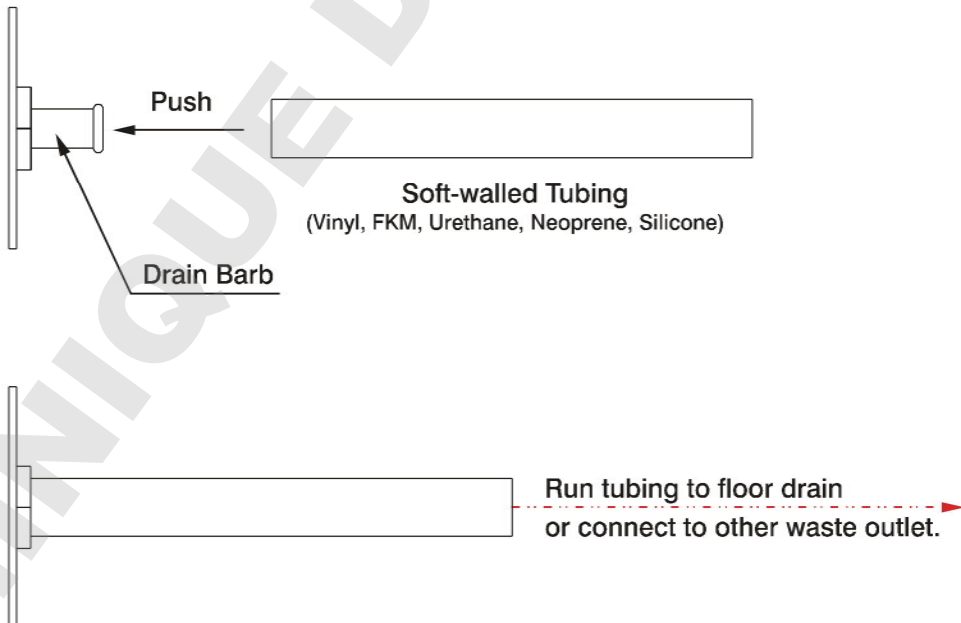 Push
Soft-walled Tubing
(Vinyl, FKM, Urethane, Neoprene, Silicone)
Drain Barb
Run tubing to floor drain
or connect to other waste outlet.